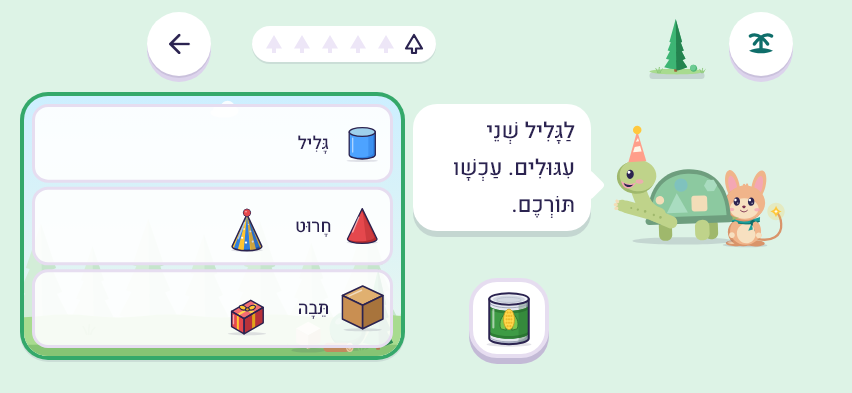 לַגָּלִיל שְׁנֵי
עִגּוּלִים. עַכְשָׁו
תּוֹרְכֶם.
גָּלִיל
חָרוּט
תֵּבָה